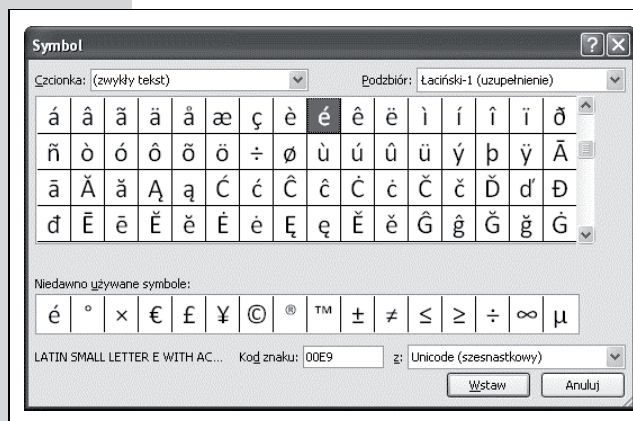 Symbol
Czcionka: (zwykły tekst) Podzbiór: Łaciński-1 (uzupełnienie)
á â ã ä å æ ç è é ê ë ì í î ï ð
ñ ò ó ô õ ö ÷ ø ù ú û ü ý þ ÿ Ā
ā Ă ă Ą ą Ć ć Ĉ ĉ Ċ ċ Č č Ď ď Đ
đ Ē ē Ĕ ĕ Ė ė Ę ę Ě ě Ĝ ĝ Ğ ğ Ġ
Niedawno używane symbole:
é ° × € £ ¥ © ® ™ ± ≠ ≤ ≥ ÷ ∞ µ
LATIN SMALL LETTER E WITH AC... Kod znaku: 00E9 z: Unicode (szesnastkowy)
Wstaw Anuluj